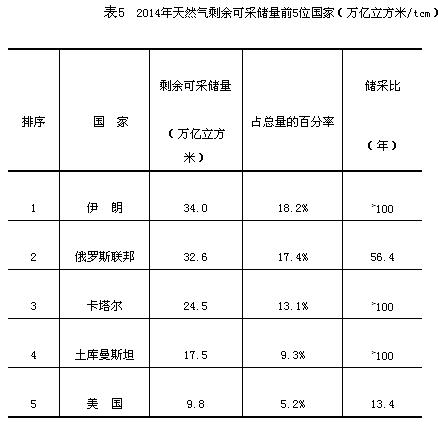 表5 2014年天然气剩余可采储量前5位国家(万亿立方米/tcm)
排序 国 家 剩余可采储量(万亿立方米) 占总量的百分率 储采比(年)
1 伊 朗 34.0 18.2% >100
2 俄罗斯联邦 32.6 17.4% 56.4
3 卡塔尔 24.5 13.1% >100
4 土库曼斯坦 17.5 9.3% >100
5 美 国 9.8 5.2% 13.4